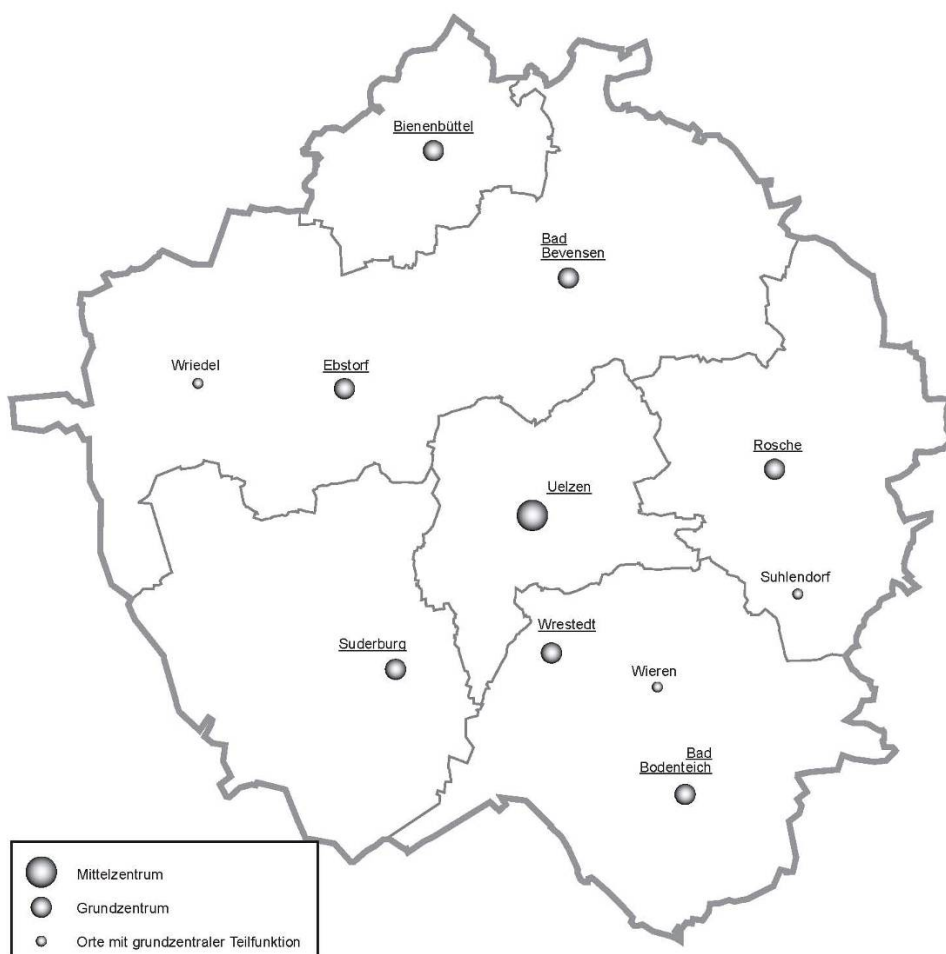 Bienenbüttel
Bad
Bevensen
Wriedel
Ebstorf
Rosche
Uelzen
Suhlendorf
Wrestedt
Suderburg
Wieren
Bad
Bodenteich
Mittelzentrum
Grundzentrum
Orte mit grundzentraler Teilfunktion